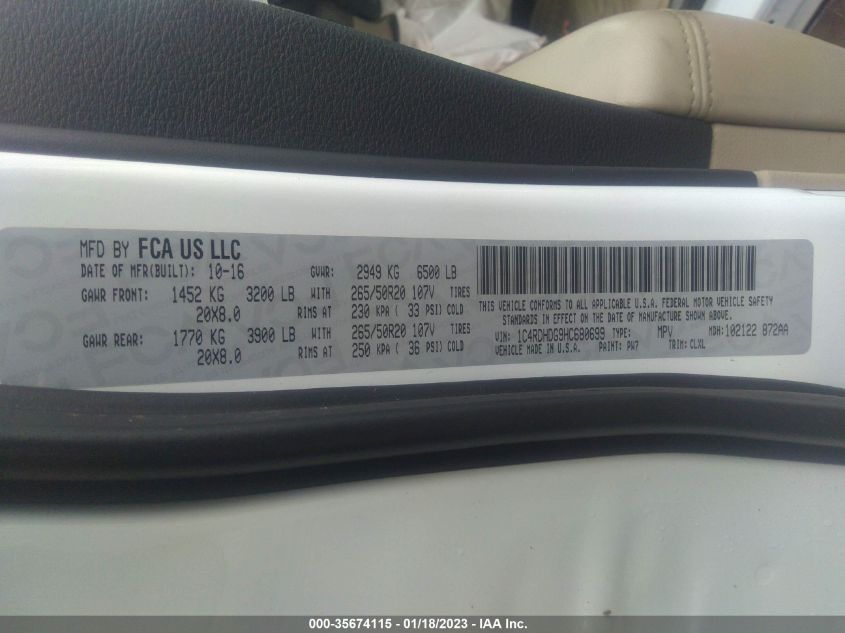 MFD BY FCA US LLC
DATE OF MFR(BUILT): 10-16 GVWR: 2949 KG 6500 LB
GAWR FRONT: 1452 KG 3200 LB WITH 265/50R20 107V TIRES
20X8.0 RIMS AT 230 KPA ( 33 PSI) COLD
GAWR REAR: 1770 KG 3900 LB WITH 265/50R20 107V TIRES
20X8.0 RIMS AT 250 KPA ( 36 PSI) COLD
THIS VEHICLE CONFORMS TO ALL APPLICABLE U.S.A. FEDERAL MOTOR VEHICLE SAFETY
STANDARDS IN EFFECT ON THE DATE OF MANUFACTURE SHOWN ABOVE.
VIN: 1C4RDHDG9HC680699 TYPE: MPV MDH: 102122 872AA
VEHICLE MADE IN U.S.A. PAINT: PW7 TRIM: CLXL
000-35674115 - 01/18/2023 - IAA Inc.